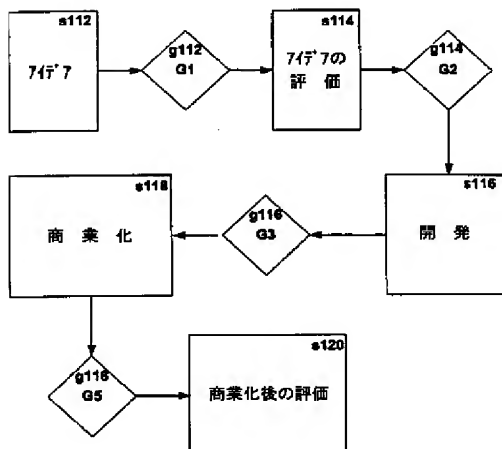 s112
アイデア
g112
G1
s114
アイデアの
評 価
g114
G2
s118
商 業 化
g116
G3
s116
開 発
g118
G5
s120
商業化後の評価